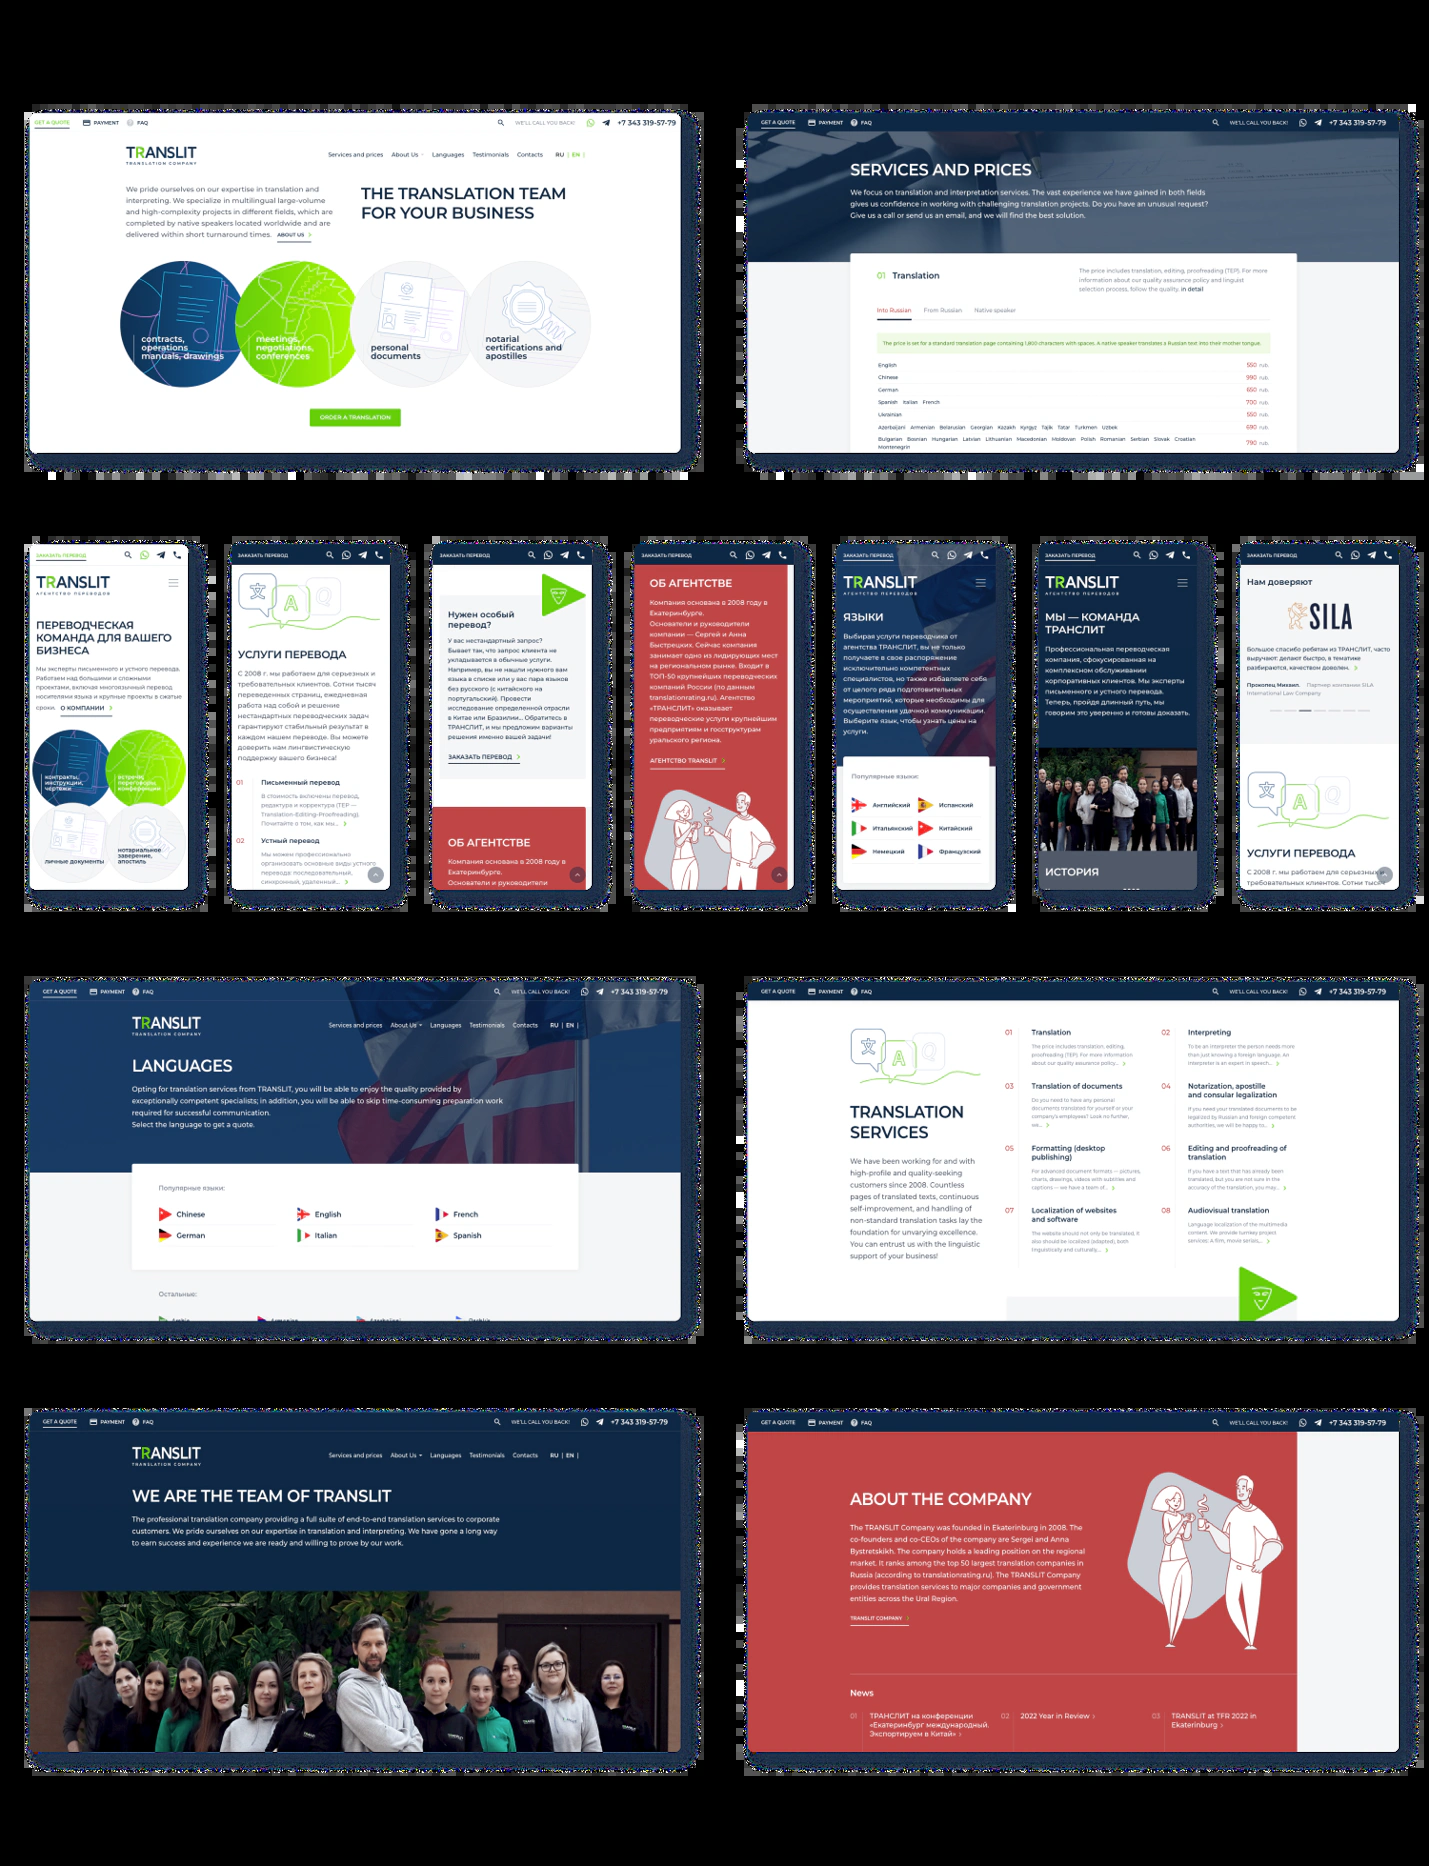 GET A QUOTE PAYMENT FAQ WE'LL CALL YOU BACK! +7 343 319-57-79
TRANSLIT
TRANSLATION COMPANY
Services and prices About Us Languages Testimonials Contacts RU | EN |
We pride ourselves on our expertise in translation and
interpreting. We specialize in multilingual large-volume
and high-complexity projects in different fields, which are
completed by native speakers located worldwide and are
delivered within short turnaround times. ABOUT US
THE TRANSLATION TEAM
FOR YOUR BUSINESS
contracts,
operations
manuals, drawings
meetings,
negotiations,
conferences
personal
documents
notarial
certifications and
apostilles
ORDER A TRANSLATION
GET A QUOTE PAYMENT FAQ WE'LL CALL YOU BACK! +7 343 319-57-79
SERVICES AND PRICES
We focus on translation and interpretation services. The vast experience we have gained in both fields
gives us confidence in working with challenging translation projects. Do you have an unusual request?
Give us a call or send us an email, and we will find the best solution.
01 Translation
The price includes translation, editing, proofreading (TEP). For more
information about our quality assurance policy and linguist
selection process, follow the quality. in detail
Into Russian From Russian Native speaker
The price is set for a standard translation page containing 1,800 characters with spaces. A native speaker translates a Russian text into their mother tongue.
English 550 rub.
Chinese 990 rub.
German 650 rub.
Spanish Italian French 700 rub.
Ukrainian 550 rub.
Azerbaijani Armenian Belarusian Georgian Kazakh Kyrgyz Tajik Tatar Turkmen Uzbek 690 rub.
Bulgarian Bosnian Hungarian Latvian Lithuanian Macedonian Moldovan Polish Romanian Serbian Slovak Croatian
Montenegrin 790 rub.
ЗАКАЗАТЬ ПЕРЕВОД
TRANSLIT
АГЕНТСТВО ПЕРЕВОДОВ
ПЕРЕВОДЧЕСКАЯ
КОМАНДА ДЛЯ ВАШЕГО
БИЗНЕСА
Мы эксперты письменного и устного перевода.
Работаем над большими и сложными
проектами, включая многоязычный перевод
носителями языка и крупные проекты в сжатые
сроки. О КОМПАНИИ
контракты,
инструкции,
чертежи
встречи,
переговоры,
конференции
личные документы
нотариальное
заверение,
апостиль
ЗАКАЗАТЬ ПЕРЕВОД
УСЛУГИ ПЕРЕВОДА
С 2008 г. мы работаем для серьезных и
требовательных клиентов. Сотни тысяч
переведенных страниц, ежедневная
работа над собой и решение
нестандартных переводческих задач
гарантируют стабильный результат в
каждом нашем переводе. Вы можете
доверить нам лингвистическую
поддержку вашего бизнеса!
01 Письменный перевод
В стоимость включены перевод,
редактура и корректура (TEP —
Translation-Editing-Proofreading).
Почитайте о том, как мы...
02 Устный перевод
Мы можем профессионально
организовать основные виды устного
перевода: последовательный,
синхронный, удаленный...
ЗАКАЗАТЬ ПЕРЕВОД
Нужен особый
перевод?
У вас нестандартный запрос?
Бывает так, что запрос клиента не
укладывается в обычные услуги.
Например, вы не нашли нужного вам
языка в списке или у вас пара языков
без русского (с китайского на
португальский). Провести
исследование определенной отрасли
в Китае или Бразилии... Обратитесь в
ТРАНСЛИТ, и мы предложим варианты
решения именно вашей задачи!
ЗАКАЗАТЬ ПЕРЕВОД
ОБ АГЕНТСТВЕ
Компания основана в 2008 году в
Екатеринбурге.
Основатели и руководители
ЗАКАЗАТЬ ПЕРЕВОД
ОБ АГЕНТСТВЕ
Компания основана в 2008 году в
Екатеринбурге.
Основатели и руководители
компании — Сергей и Анна
Быстрецких. Сейчас компания
занимает одно из лидирующих мест
на региональном рынке. Входит в
ТОП-50 крупнейших переводческих
компаний России (по данным
translationrating.ru). Агентство
«ТРАНСЛИТ» оказывает
переводческие услуги крупнейшим
предприятиям и госструктурам
уральского региона.
АГЕНТСТВО TRANSLIT
ЗАКАЗАТЬ ПЕРЕВОД
TRANSLIT
АГЕНТСТВО ПЕРЕВОДОВ
ЯЗЫКИ
Выбирая услуги переводчика от
агентства ТРАНСЛИТ, вы не только
получаете в свое распоряжение
исключительно компетентных
специалистов, но также избавляете себя
от целого ряда подготовительных
мероприятий, которые необходимы для
осуществления удачной коммуникации.
Выберите язык, чтобы узнать цены на
услуги.
Популярные языки:
Английский Испанский
Итальянский Китайский
Немецкий Французский
ЗАКАЗАТЬ ПЕРЕВОД
TRANSLIT
АГЕНТСТВО ПЕРЕВОДОВ
МЫ — КОМАНДА
ТРАНСЛИТ
Профессиональная переводческая
компания, сфокусированная на
комплексном обслуживании
корпоративных клиентов. Мы эксперты
письменного и устного перевода.
Теперь, пройдя длинный путь, мы
говорим это уверенно и готовы доказать.
ИСТОРИЯ
ЗАКАЗАТЬ ПЕРЕВОД
Нам доверяют
SILA
Большое спасибо ребятам из ТРАНСЛИТ, часто
выручают: делают быстро, в тематике
разбираются, качеством доволен.
Прокопец Михаил. Партнер компании SILA
International Law Company
УСЛУГИ ПЕРЕВОДА
С 2008 г. мы работаем для серьезных и
требовательных клиентов. Сотни тысяч
GET A QUOTE PAYMENT FAQ WE'LL CALL YOU BACK! +7 343 319-57-79
TRANSLIT
TRANSLATION COMPANY
Services and prices About Us Languages Testimonials Contacts RU | EN |
LANGUAGES
Opting for translation services from TRANSLIT, you will be able to enjoy the quality provided by
exceptionally competent specialists; in addition, you will be able to skip time-consuming preparation work
required for successful communication.
Select the language to get a quote.
Популярные языки:
Chinese English French
German Italian Spanish
Остальные:
GET A QUOTE PAYMENT FAQ WE'LL CALL YOU BACK! +7 343 319-57-79
TRANSLATION
SERVICES
We have been working for and with
high-profile and quality-seeking
customers since 2008. Countless
pages of translated texts, continuous
self-improvement, and handling of
non-standard translation tasks lay the
foundation for unvarying excellence.
You can entrust us with the linguistic
support of your business!
01 Translation
The price includes translation, editing,
proofreading (TEP). For more information
about our quality assurance policy...
02 Interpreting
To be an interpreter the person needs more
than just knowing a foreign language. An
interpreter is an expert in speech...
03 Translation of documents
Do you need to have any personal
documents translated for yourself or your
company's employees? Look no further,
we...
04 Notarization, apostille
and consular legalization
If you need your translated documents to be
legalized by Russian and foreign competent
authorities, we will be happy to...
05 Formatting (desktop
publishing)
For advanced document formats — pictures,
charts, drawings, videos with subtitles and
captions — we have a team of...
06 Editing and proofreading of
translation
If you have a text that has already been
translated, but you are not sure in the
accuracy of the translation, you may...
07 Localization of websites
and software
The website should not only be translated, it
also should be localized (adapted), both
linguistically and culturally,...
08 Audiovisual translation
Language localization of the multimedia
content. We provide turnkey project
services: A film, movie series,...
GET A QUOTE PAYMENT FAQ WE'LL CALL YOU BACK! +7 343 319-57-79
TRANSLIT
TRANSLATION COMPANY
Services and prices About Us Languages Testimonials Contacts RU | EN |
WE ARE THE TEAM OF TRANSLIT
The professional translation company providing a full suite of end-to-end translation services to corporate
customers. We pride ourselves on our expertise in translation and interpreting. We have gone a long way
to earn success and experience we are ready and willing to prove by our work.
GET A QUOTE PAYMENT FAQ WE'LL CALL YOU BACK! +7 343 319-57-79
ABOUT THE COMPANY
The TRANSLIT Company was founded in Ekaterinburg in 2008. The
co-founders and co-CEOs of the company are Sergei and Anna
Bystretskikh. The company holds a leading position on the regional
market. It ranks among the top 50 largest translation companies in
Russia (according to translationrating.ru). The TRANSLIT Company
provides translation services to major companies and government
entities across the Ural Region.
TRANSLIT COMPANY
News
01 ТРАНСЛИТ на конференции
«Екатеринбург международный.
Экспортируем в Китай»
02 2022 Year in Review
03 TRANSLIT at TFR 2022 in
Ekaterinburg